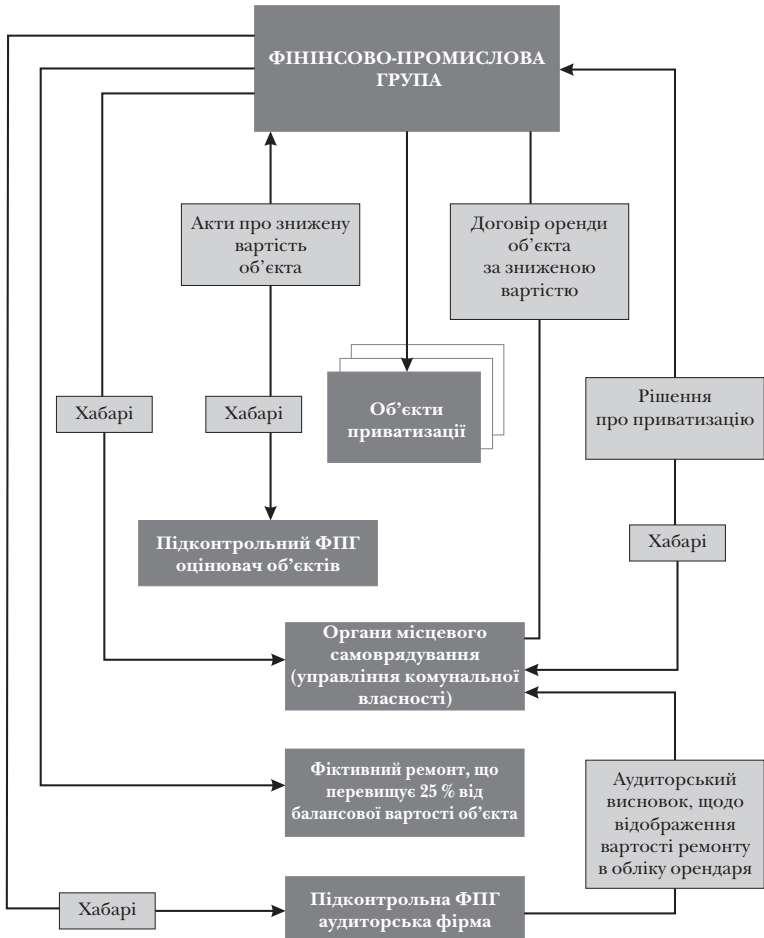 ФІНІНСОВО-ПРОМИСЛОВА
ГРУПА
Акти про знижену
вартість
об’єкта
Договір оренди
об’єкта
за зниженою
вартістю
Хабарі
Хабарі
Об’єкти
приватизації
Рішення
про приватизацію
Підконтрольний ФПГ
оцінювач об’єктів
Хабарі
Органи місцевого
самоврядування
(управління комунальної
власності)
Фіктивний ремонт, що
перевищує 25 % від
балансової вартості об’єкта
Аудиторський
висновок, щодо
відображення
вартості ремонту
в обліку орендаря
Хабарі
Підконтрольна ФПГ
аудиторська фірма